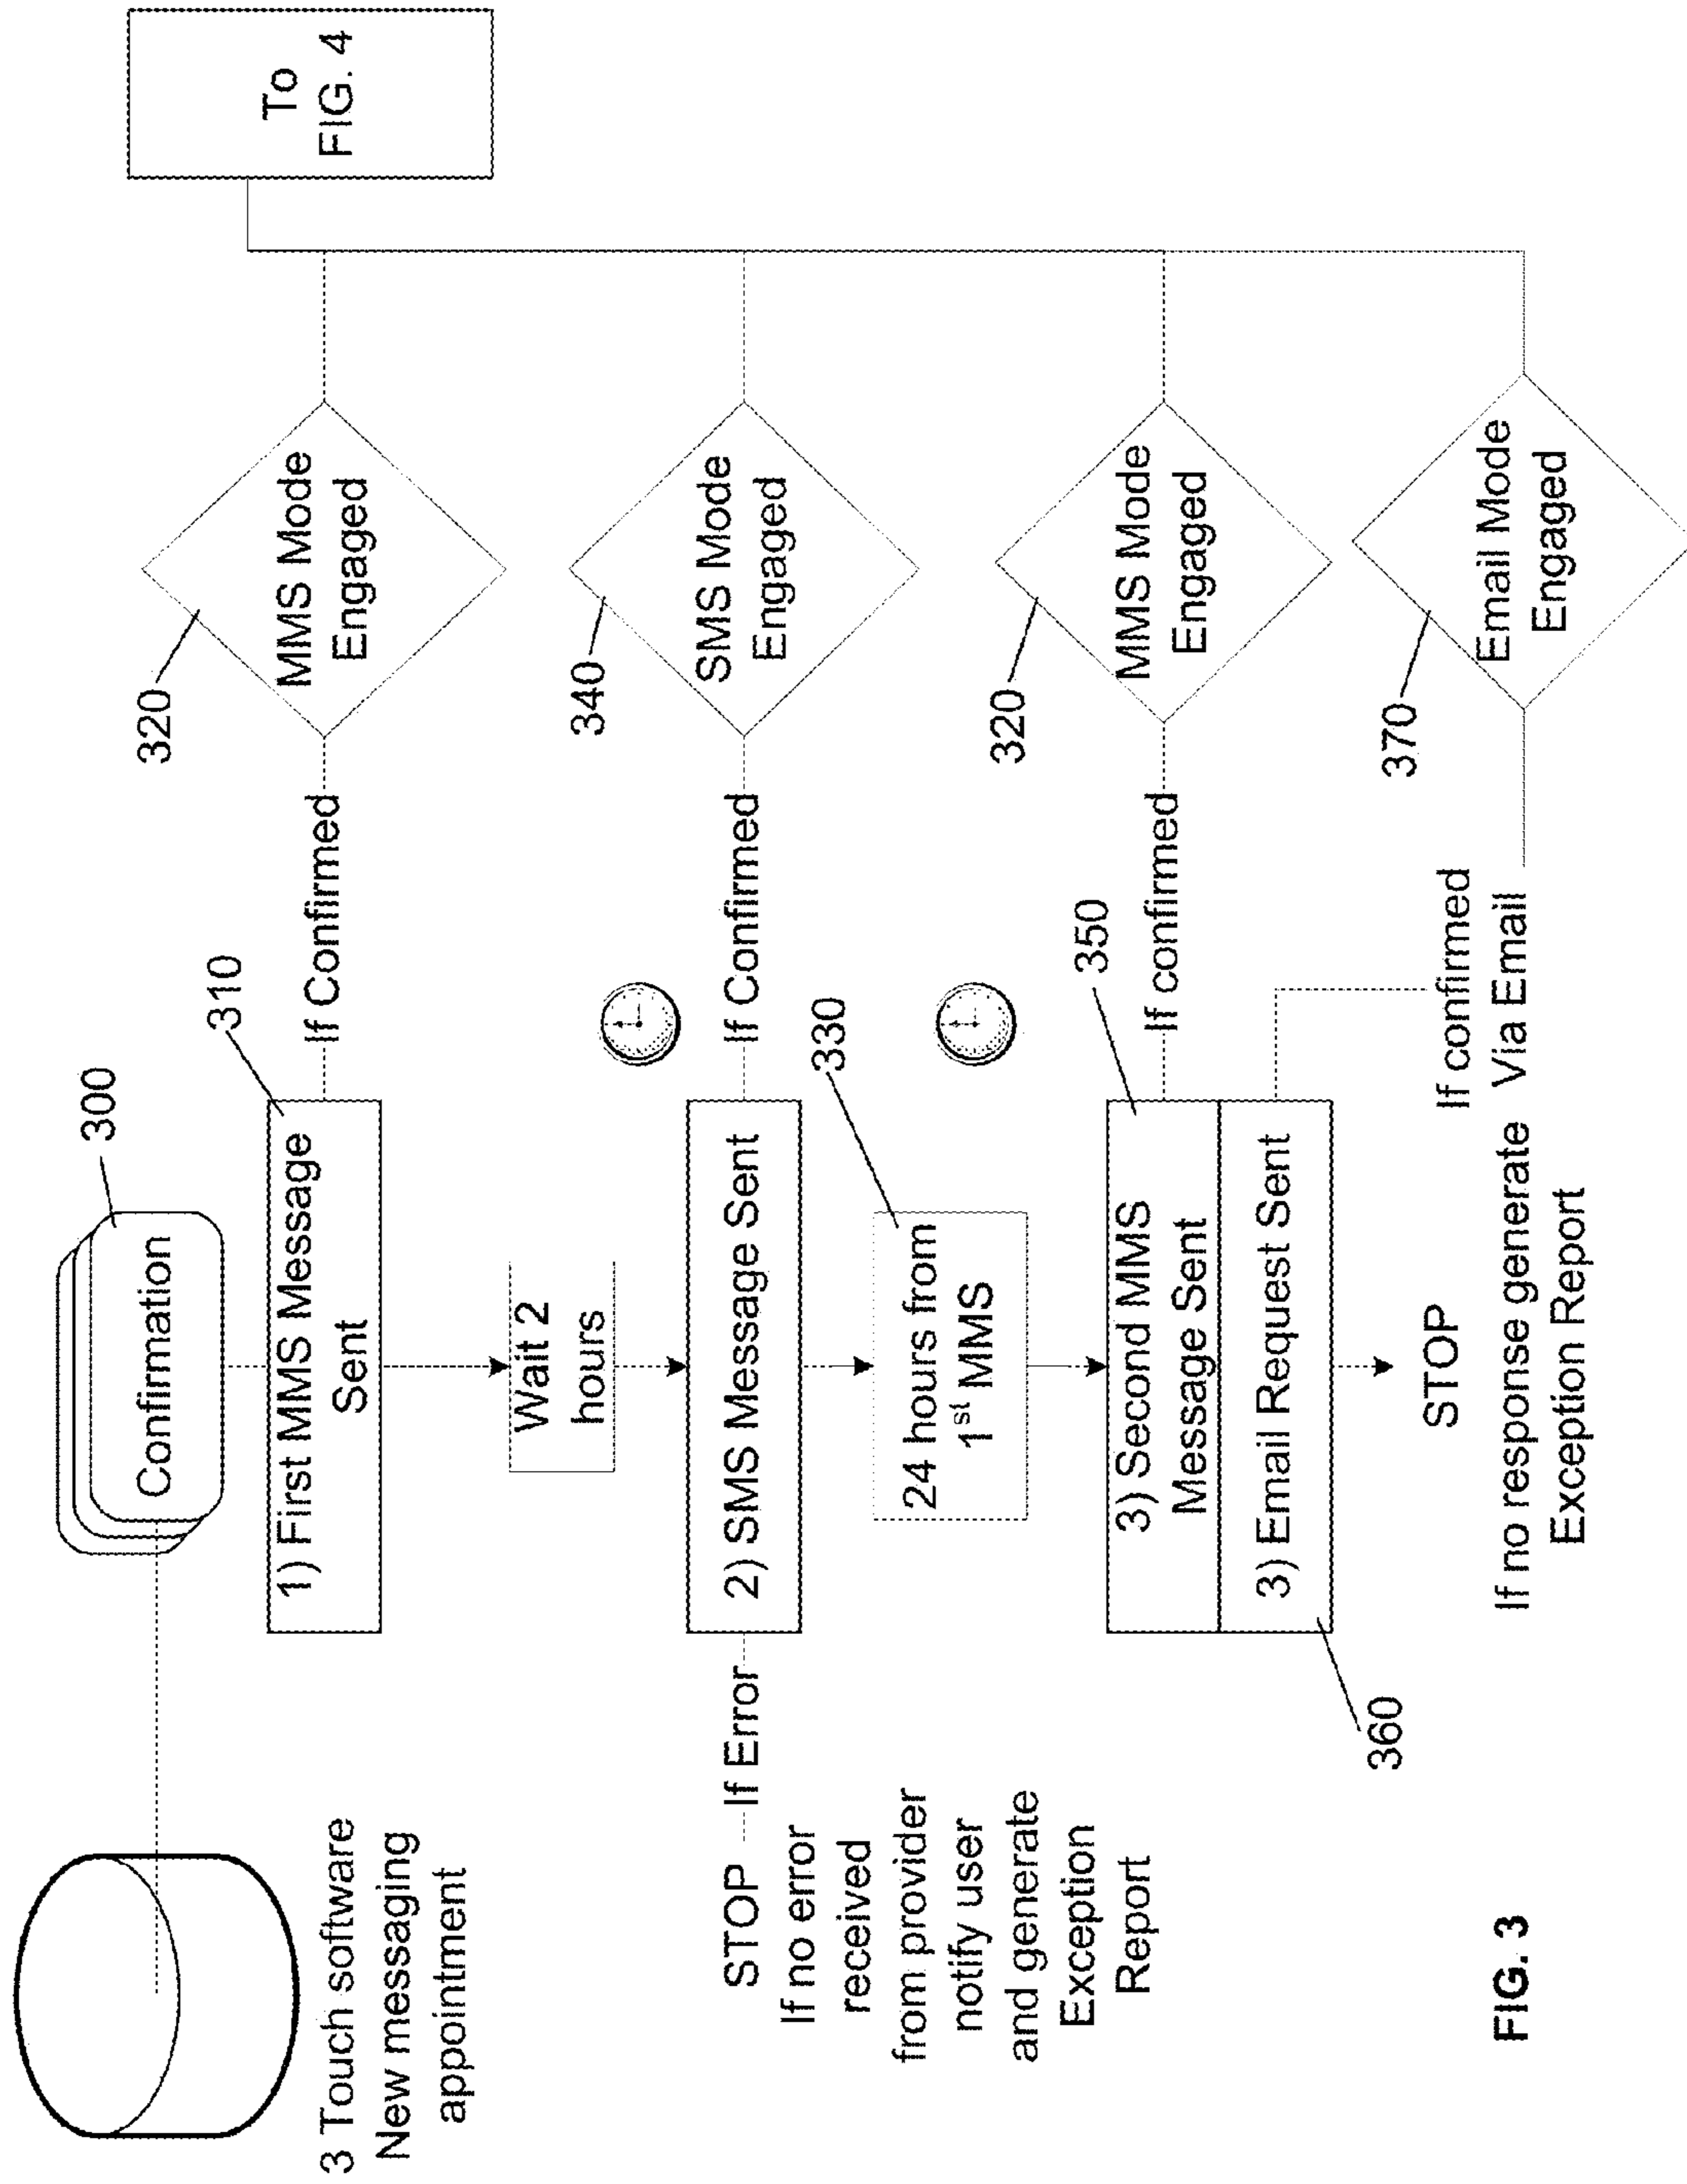 3 Touch software
New messaging
appointment
Confirmation
300
1) First MMS Message
Sent
310
If Confirmed
320
MMS Mode
Engaged
To
FIG. 4
Wait 2
hours
STOP
If Error
2) SMS Message Sent
If Confirmed
340
SMS Mode
Engaged
If no error
received
from provider
notify user
and generate
Exception
Report
24 hours from
1st MMS
330
3) Second MMS
Message Sent
350
If confirmed
320
MMS Mode
Engaged
3) Email Request Sent
360
STOP
If no response generate
Exception Report
If confirmed
Via Email
370
Email Mode
Engaged
FIG. 3